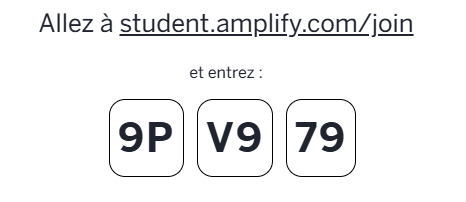 Allez à student.amplify.com/join
et entrez :
9P V9 79